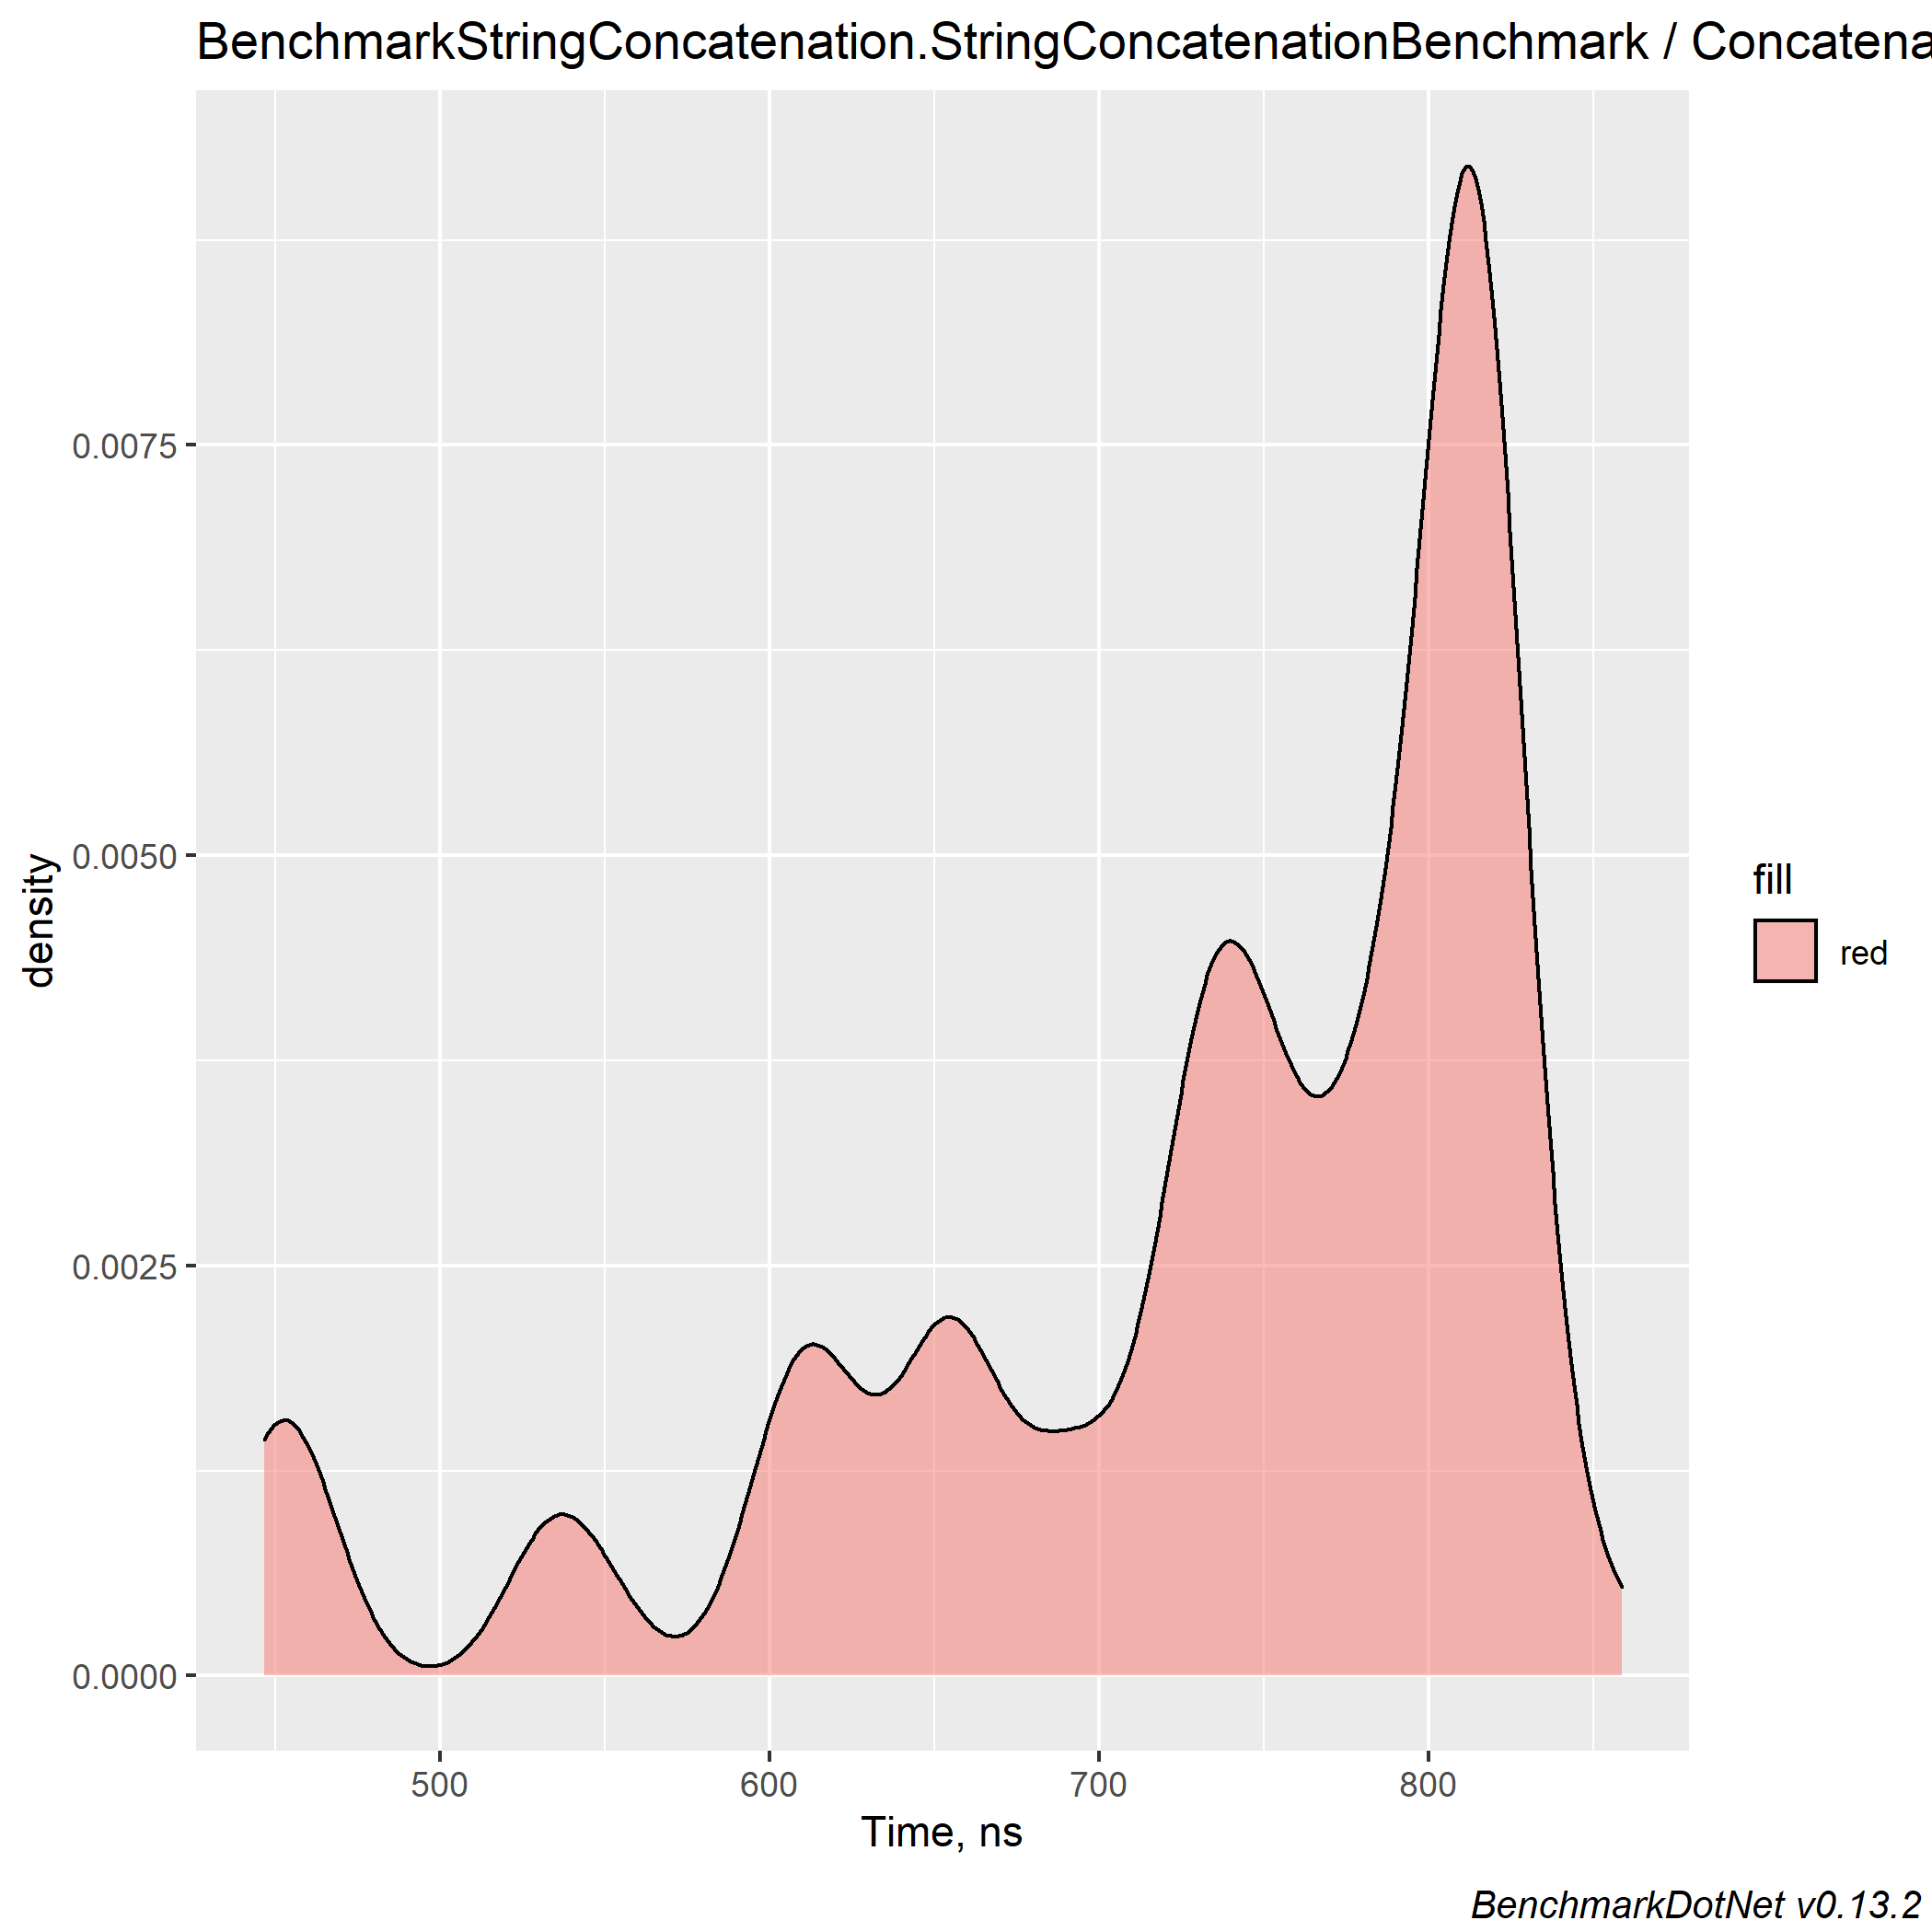 BenchmarkStringConcatenation.StringConcatenationBenchmark / Concatena
0.0075
0.0050
0.0025
0.0000
density
500 600 700 800
Time, ns
fill
red
BenchmarkDotNet v0.13.2